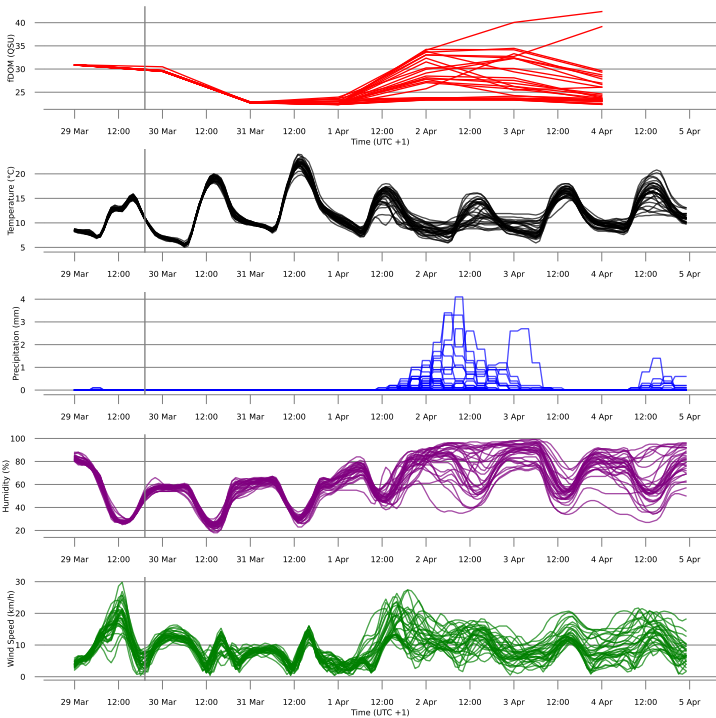 fDOM (QSU)
40
35
30
25
29 Mar 12:00 30 Mar 12:00 31 Mar 12:00 1 Apr 12:00 2 Apr 12:00 3 Apr 12:00 4 Apr 12:00 5 Apr
Time (UTC +1)
Temperature (°C)
20
15
10
5
29 Mar 12:00 30 Mar 12:00 31 Mar 12:00 1 Apr 12:00 2 Apr 12:00 3 Apr 12:00 4 Apr 12:00 5 Apr
Precipitation (mm)
4
3
2
1
0
29 Mar 12:00 30 Mar 12:00 31 Mar 12:00 1 Apr 12:00 2 Apr 12:00 3 Apr 12:00 4 Apr 12:00 5 Apr
Humidity (%)
100
80
60
40
20
29 Mar 12:00 30 Mar 12:00 31 Mar 12:00 1 Apr 12:00 2 Apr 12:00 3 Apr 12:00 4 Apr 12:00 5 Apr
Wind Speed (km/h)
30
20
10
0
29 Mar 12:00 30 Mar 12:00 31 Mar 12:00 1 Apr 12:00 2 Apr 12:00 3 Apr 12:00 4 Apr 12:00 5 Apr
Time (UTC +1)